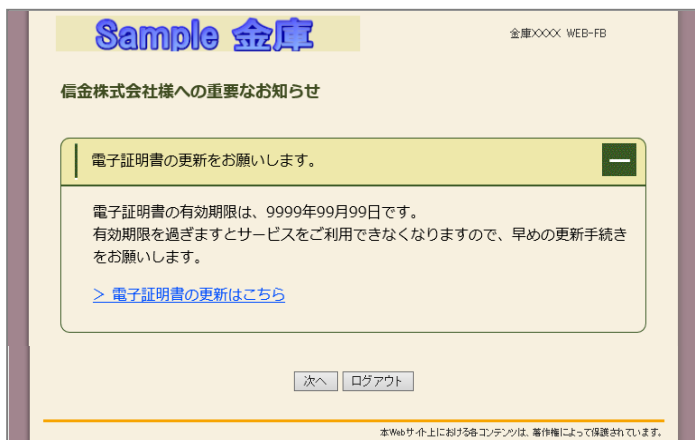 Sample 金庫
金庫XXXX WEB-FB
信金株式会社様への重要なお知らせ
電子証明書の更新をお願いします。
電子証明書の有効期限は、9999年99月99日です。
有効期限を過ぎますとサービスをご利用できなくなりますので、早めの更新手続き
をお願いします。
> 電子証明書の更新はこちら
次へ ログアウト
本Webサイト上における各コンテンツは、著作権によって保護されています。